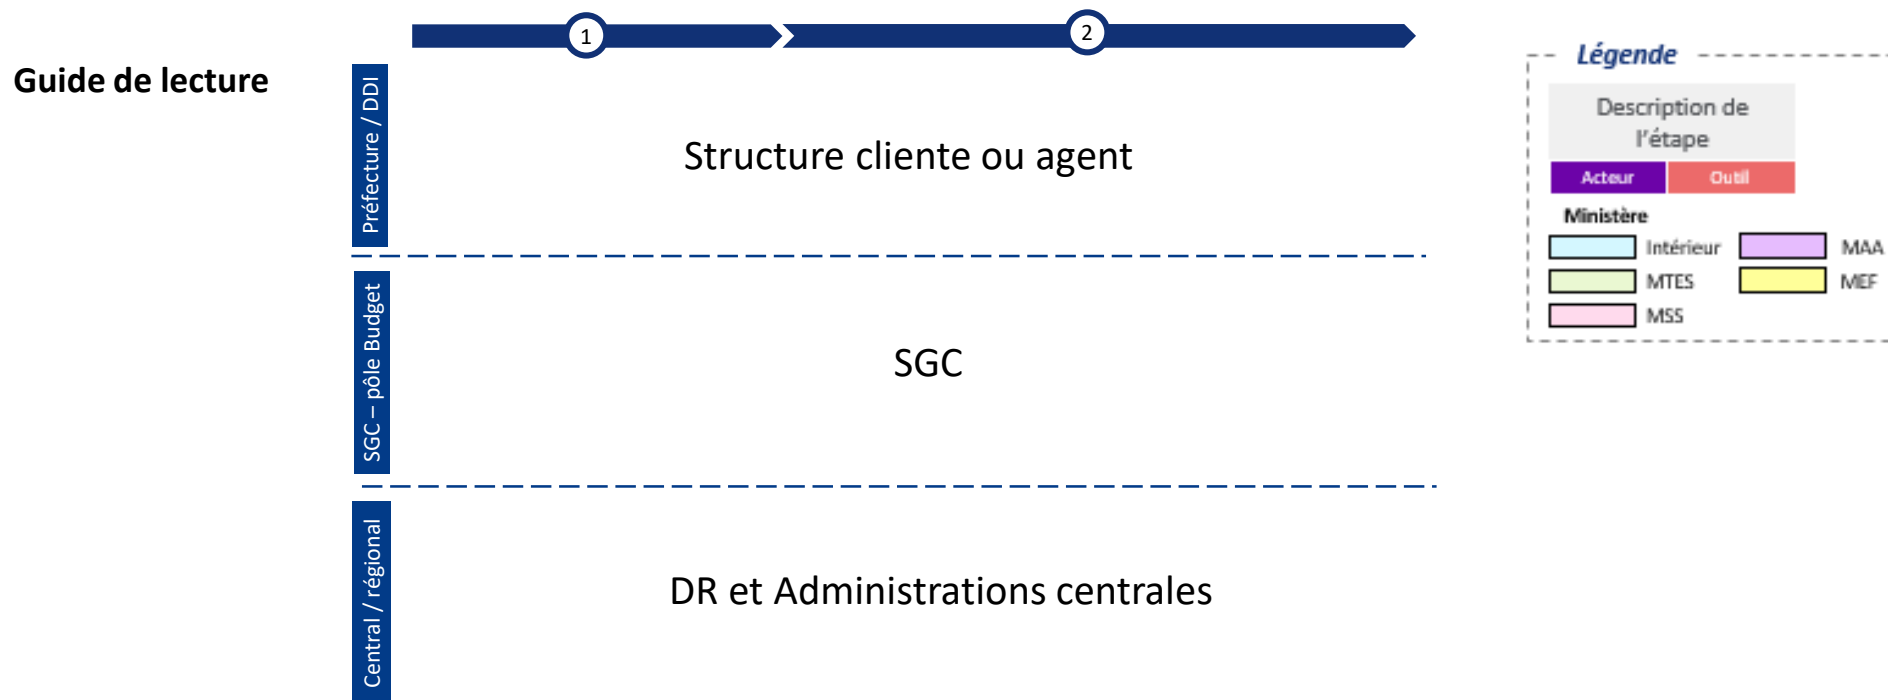 Guide de lecture
1
2
Préfecture / DDI
Structure cliente ou agent
SGC – pôle Budget
SGC
Central / régional
DR et Administrations centrales
Légende
Description de
l'étape
Acteur
Outil
Ministère
Intérieur
MAA
MTES
MEF
MSS